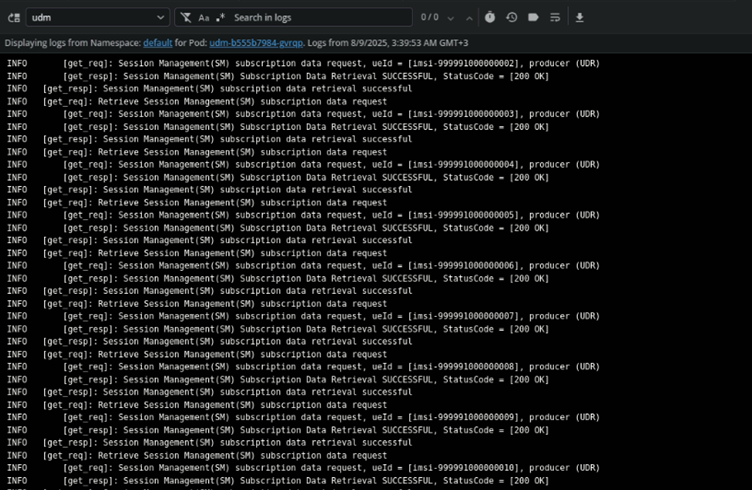 udm
Aa .* Search in logs 0 / 0
Displaying logs from Namespace: default for Pod: udm-b555b7984-gvrqp. Logs from 8/9/2025, 3:39:53 AM GMT+3
INFO [get_req]: Session Management(SM) subscription data request, ueId = [imsi-999991000000002], producer (UDR)
INFO [get_resp]: Session Management(SM) Subscription Data Retrieval SUCCESSFUL, StatusCode = [200 OK]
INFO [get_resp]: Session Management(SM) subscription data retrieval successful
INFO [get_req]: Retrieve Session Management(SM) subscription data request
INFO [get_req]: Session Management(SM) subscription data request, ueId = [imsi-999991000000003], producer (UDR)
INFO [get_resp]: Session Management(SM) Subscription Data Retrieval SUCCESSFUL, StatusCode = [200 OK]
INFO [get_resp]: Session Management(SM) subscription data retrieval successful
INFO [get_req]: Retrieve Session Management(SM) subscription data request
INFO [get_req]: Session Management(SM) subscription data request, ueId = [imsi-999991000000004], producer (UDR)
INFO [get_resp]: Session Management(SM) Subscription Data Retrieval SUCCESSFUL, StatusCode = [200 OK]
INFO [get_resp]: Session Management(SM) subscription data retrieval successful
INFO [get_req]: Retrieve Session Management(SM) subscription data request
INFO [get_req]: Session Management(SM) subscription data request, ueId = [imsi-999991000000005], producer (UDR)
INFO [get_resp]: Session Management(SM) Subscription Data Retrieval SUCCESSFUL, StatusCode = [200 OK]
INFO [get_resp]: Session Management(SM) subscription data retrieval successful
INFO [get_req]: Retrieve Session Management(SM) subscription data request
INFO [get_req]: Session Management(SM) subscription data request, ueId = [imsi-999991000000006], producer (UDR)
INFO [get_resp]: Session Management(SM) Subscription Data Retrieval SUCCESSFUL, StatusCode = [200 OK]
INFO [get_resp]: Session Management(SM) subscription data retrieval successful
INFO [get_req]: Retrieve Session Management(SM) subscription data request
INFO [get_req]: Session Management(SM) subscription data request, ueId = [imsi-999991000000007], producer (UDR)
INFO [get_resp]: Session Management(SM) Subscription Data Retrieval SUCCESSFUL, StatusCode = [200 OK]
INFO [get_resp]: Session Management(SM) subscription data retrieval successful
INFO [get_req]: Retrieve Session Management(SM) subscription data request
INFO [get_req]: Session Management(SM) subscription data request, ueId = [imsi-999991000000008], producer (UDR)
INFO [get_resp]: Session Management(SM) Subscription Data Retrieval SUCCESSFUL, StatusCode = [200 OK]
INFO [get_resp]: Session Management(SM) subscription data retrieval successful
INFO [get_req]: Retrieve Session Management(SM) subscription data request
INFO [get_req]: Session Management(SM) subscription data request, ueId = [imsi-999991000000009], producer (UDR)
INFO [get_resp]: Session Management(SM) Subscription Data Retrieval SUCCESSFUL, StatusCode = [200 OK]
INFO [get_resp]: Session Management(SM) subscription data retrieval successful
INFO [get_req]: Retrieve Session Management(SM) subscription data request
INFO [get_req]: Session Management(SM) subscription data request, ueId = [imsi-999991000000010], producer (UDR)
INFO [get_resp]: Session Management(SM) Subscription Data Retrieval SUCCESSFUL, StatusCode = [200 OK]